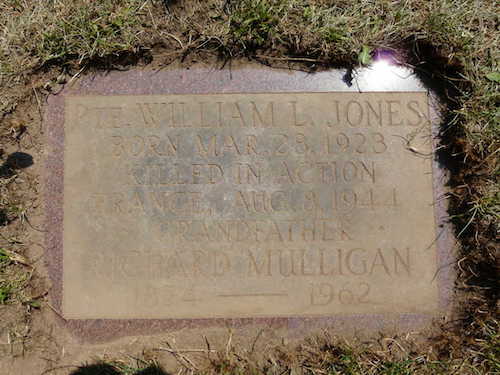 PTE. WILLIAM L. JONES
BORN MAR. 28, 1923
KILLED IN ACTION
FRANCE, AUG. 8, 1944
GRANDFATHER
RICHARD MULLIGAN
1874 — 1962